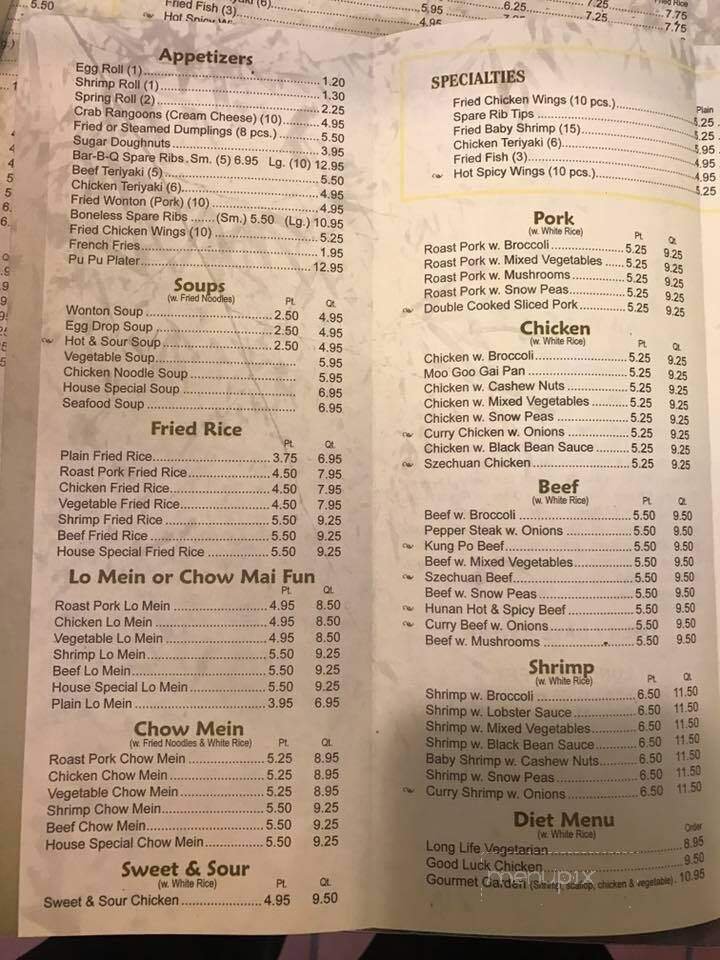 5.50
Fried Fish (3)
Hot Spicy
5.95
4.95
6.25
7.25
7.25
7.25
Fried Rice
7.75
7.75
Appetizers
Egg Roll (1) 1.20
Shrimp Roll (1) 1.30
Spring Roll (2) 2.25
Crab Rangoons (Cream Cheese) (10) 4.95
Fried or Steamed Dumplings (8 pcs.) 5.50
Sugar Doughnuts 3.95
Bar-B-Q Spare Ribs Sm. (5) 6.95 Lg. (10) 12.95
Beef Teriyaki (5) 5.50
Chicken Teriyaki (6) 4.95
Fried Wonton (Pork) (10) 4.95
Boneless Spare Ribs (Sm.) 5.50 (Lg.) 10.95
Fried Chicken Wings (10) 5.25
French Fries 1.95
Pu Pu Plater 12.95
Soups
(w. Fried Noodles) Pt. Qt.
Wonton Soup 2.50 4.95
Egg Drop Soup 2.50 4.95
Hot & Sour Soup 2.50 4.95
Vegetable Soup 5.95
Chicken Noodle Soup 5.95
House Special Soup 6.95
Seafood Soup 6.95
Fried Rice
Pt. Qt.
Plain Fried Rice 3.75 6.95
Roast Pork Fried Rice 4.50 7.95
Chicken Fried Rice 4.50 7.95
Vegetable Fried Rice 4.50 7.95
Shrimp Fried Rice 5.50 9.25
Beef Fried Rice 5.50 9.25
House Special Fried Rice 5.50 9.25
Lo Mein or Chow Mai Fun
Pt. Qt.
Roast Pork Lo Mein 4.95 8.50
Chicken Lo Mein 4.95 8.50
Vegetable Lo Mein 4.95 8.50
Shrimp Lo Mein 5.50 9.25
Beef Lo Mein 5.50 9.25
House Special Lo Mein 5.50 9.25
Plain Lo Mein 3.95 6.95
Chow Mein
(w. Fried Noodles & White Rice) Pt. Qt.
Roast Pork Chow Mein 5.25 8.95
Chicken Chow Mein 5.25 8.95
Vegetable Chow Mein 5.25 8.95
Shrimp Chow Mein 5.50 9.25
Beef Chow Mein 5.50 9.25
House Special Chow Mein 5.50 9.25
Sweet & Sour
(w. White Rice) Pt. Qt.
Sweet & Sour Chicken 4.95 9.50
SPECIALTIES
Plain
Fried Chicken Wings (10 pcs.) 5.25
Spare Rib Tips 5.25
Fried Baby Shrimp (15) 5.95
Chicken Teriyaki (6) 4.95
Fried Fish (3) 4.95
Hot Spicy Wings (10 pcs.) 5.25
Pork
(w. White Rice) Pt. Qt.
Roast Pork w. Broccoli 5.25 9.25
Roast Pork w. Mixed Vegetables 5.25 9.25
Roast Pork w. Mushrooms 5.25 9.25
Roast Pork w. Snow Peas 5.25 9.25
Double Cooked Sliced Pork 5.25 9.25
Chicken
(w. White Rice) Pt. Qt.
Chicken w. Broccoli 5.25 9.25
Moo Goo Gai Pan 5.25 9.25
Chicken w. Cashew Nuts 5.25 9.25
Chicken w. Mixed Vegetables 5.25 9.25
Chicken w. Snow Peas 5.25 9.25
Curry Chicken w. Onions 5.25 9.25
Chicken w. Black Bean Sauce 5.25 9.25
Szechuan Chicken 5.25 9.25
Beef
(w. White Rice) Pt. Qt.
Beef w. Broccoli 5.50 9.50
Pepper Steak w. Onions 5.50 9.50
Kung Po Beef 5.50 9.50
Beef w. Mixed Vegetables 5.50 9.50
Szechuan Beef 5.50 9.50
Beef w. Snow Peas 5.50 9.50
Hunan Hot & Spicy Beef 5.50 9.50
Curry Beef w. Onions 5.50 9.50
Beef w. Mushrooms 5.50 9.50
Shrimp
(w. White Rice) Pt. Qt.
Shrimp w. Broccoli 6.50 11.50
Shrimp w. Lobster Sauce 6.50 11.50
Shrimp w. Mixed Vegetables 6.50 11.50
Shrimp w. Black Bean Sauce 6.50 11.50
Baby Shrimp w. Cashew Nuts 6.50 11.50
Shrimp w. Snow Peas 6.50 11.50
Curry Shrimp w. Onions 6.50 11.50
Diet Menu
(w. White Rice) Order
Long Life Vegetarian 8.95
Good Luck Chicken 9.50
Gourmet Garden (Shrimp, scallop, chicken & vegetable) 10.95
menupix